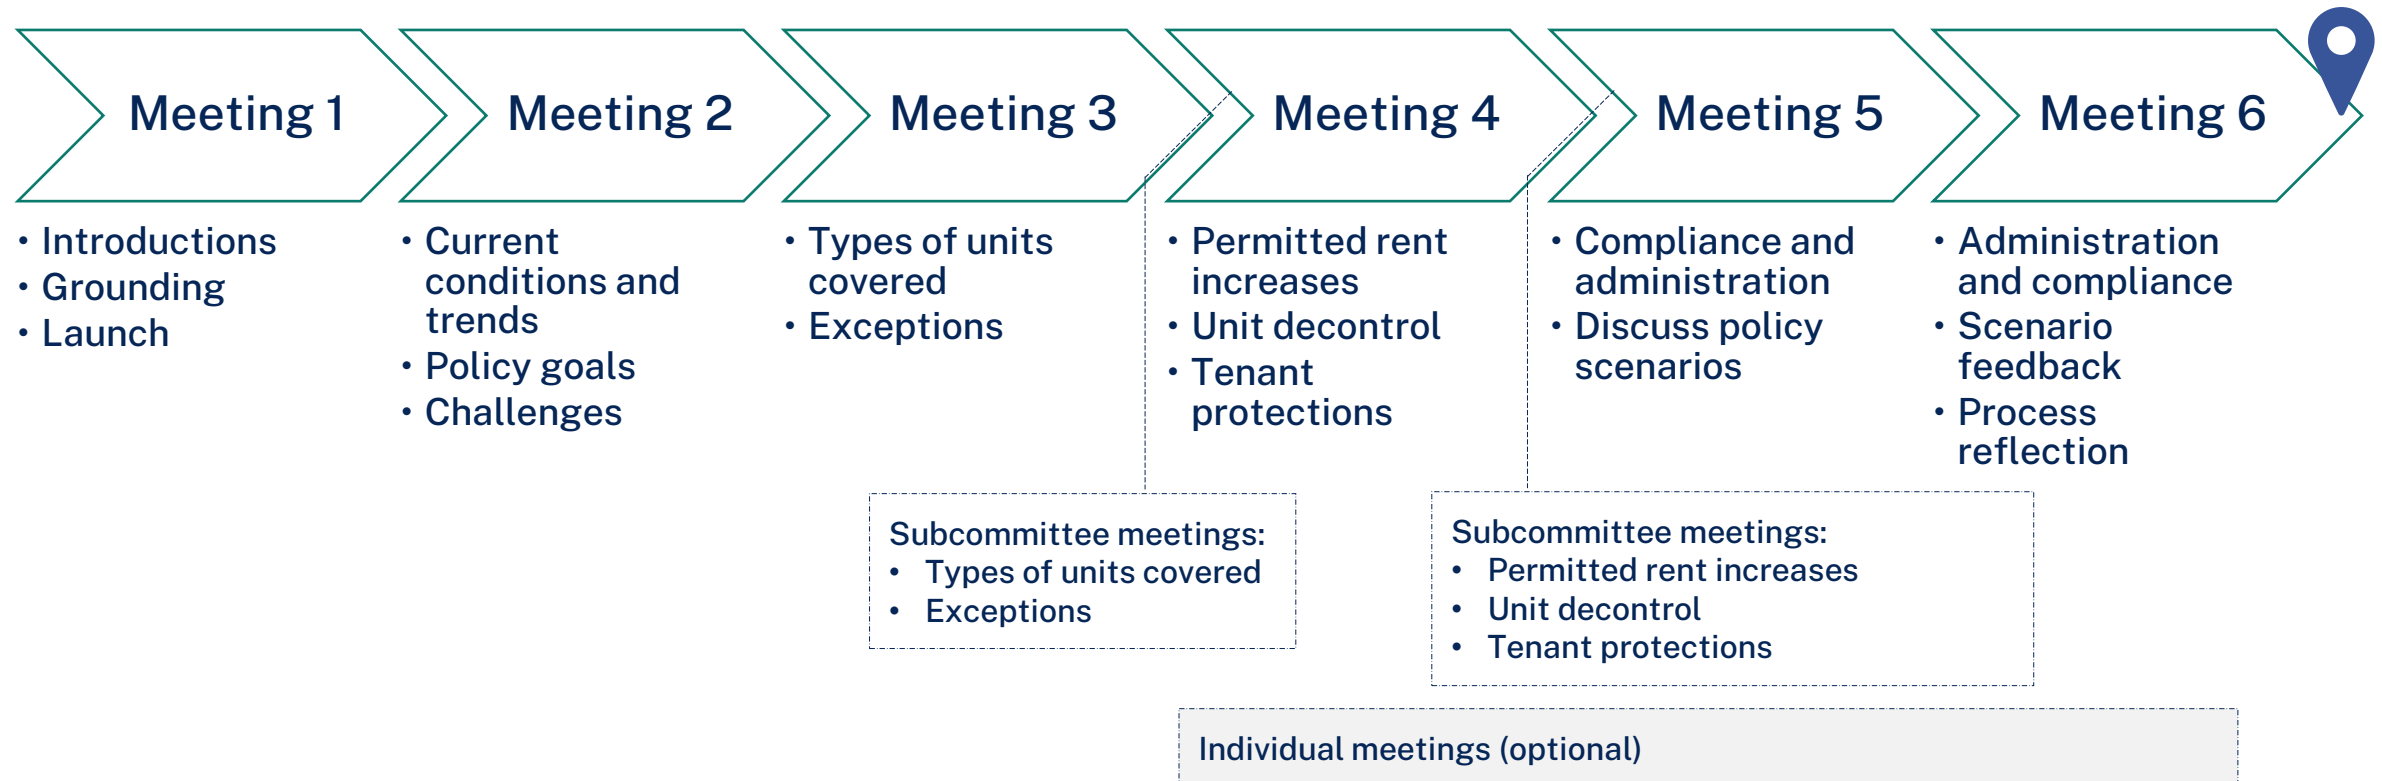 Meeting 1
Meeting 2
Meeting 3
Meeting 4
Meeting 5
Meeting 6
• Introductions
• Grounding
• Launch
• Current
conditions and
trends
• Policy goals
• Challenges
• Types of units
covered
• Exceptions
• Permitted rent
increases
• Unit decontrol
• Tenant
protections
• Compliance and
administration
• Discuss policy
scenarios
• Administration
and compliance
• Scenario
feedback
• Process
reflection
Subcommittee meetings:
• Types of units covered
• Exceptions
Subcommittee meetings:
• Permitted rent increases
• Unit decontrol
• Tenant protections
Individual meetings (optional)